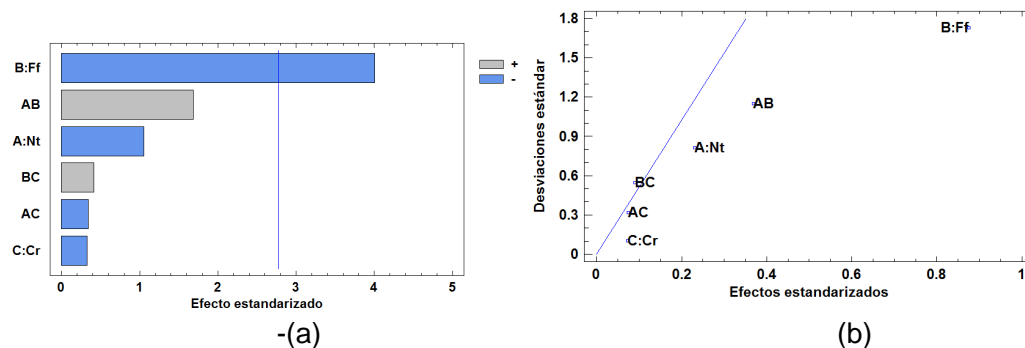 B:Ff
AB
A:Nt
BC
AC
C:Cr
0 1 2 3 4 5
Efecto estandarizado
+
-
-(a)
Desviaciones estándar
1.8
1.5
1.2
0.9
0.6
0.3
0
B:Ff
AB
A:Nt
BC
AC
C:Cr
0 0.2 0.4 0.6 0.8 1
Efectos estandarizados
(b)